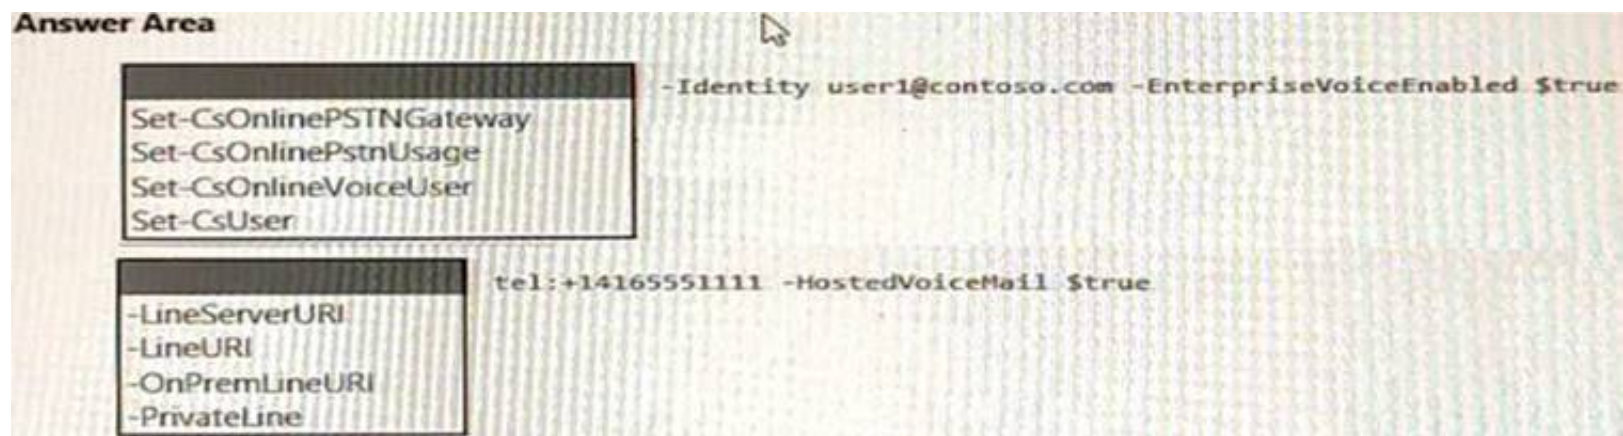 Answer Area
-Identity user1@contoso.com -EnterpriseVoiceEnabled $true
Set-CsOnlinePSTNGateway
Set-CsOnlinePstnUsage
Set-CsOnlineVoiceUser
Set-CsUser
tel:+14165551111 -HostedVoiceMail $true
-LineServerURI
-LineURI
-OnPremLineURI
-PrivateLine